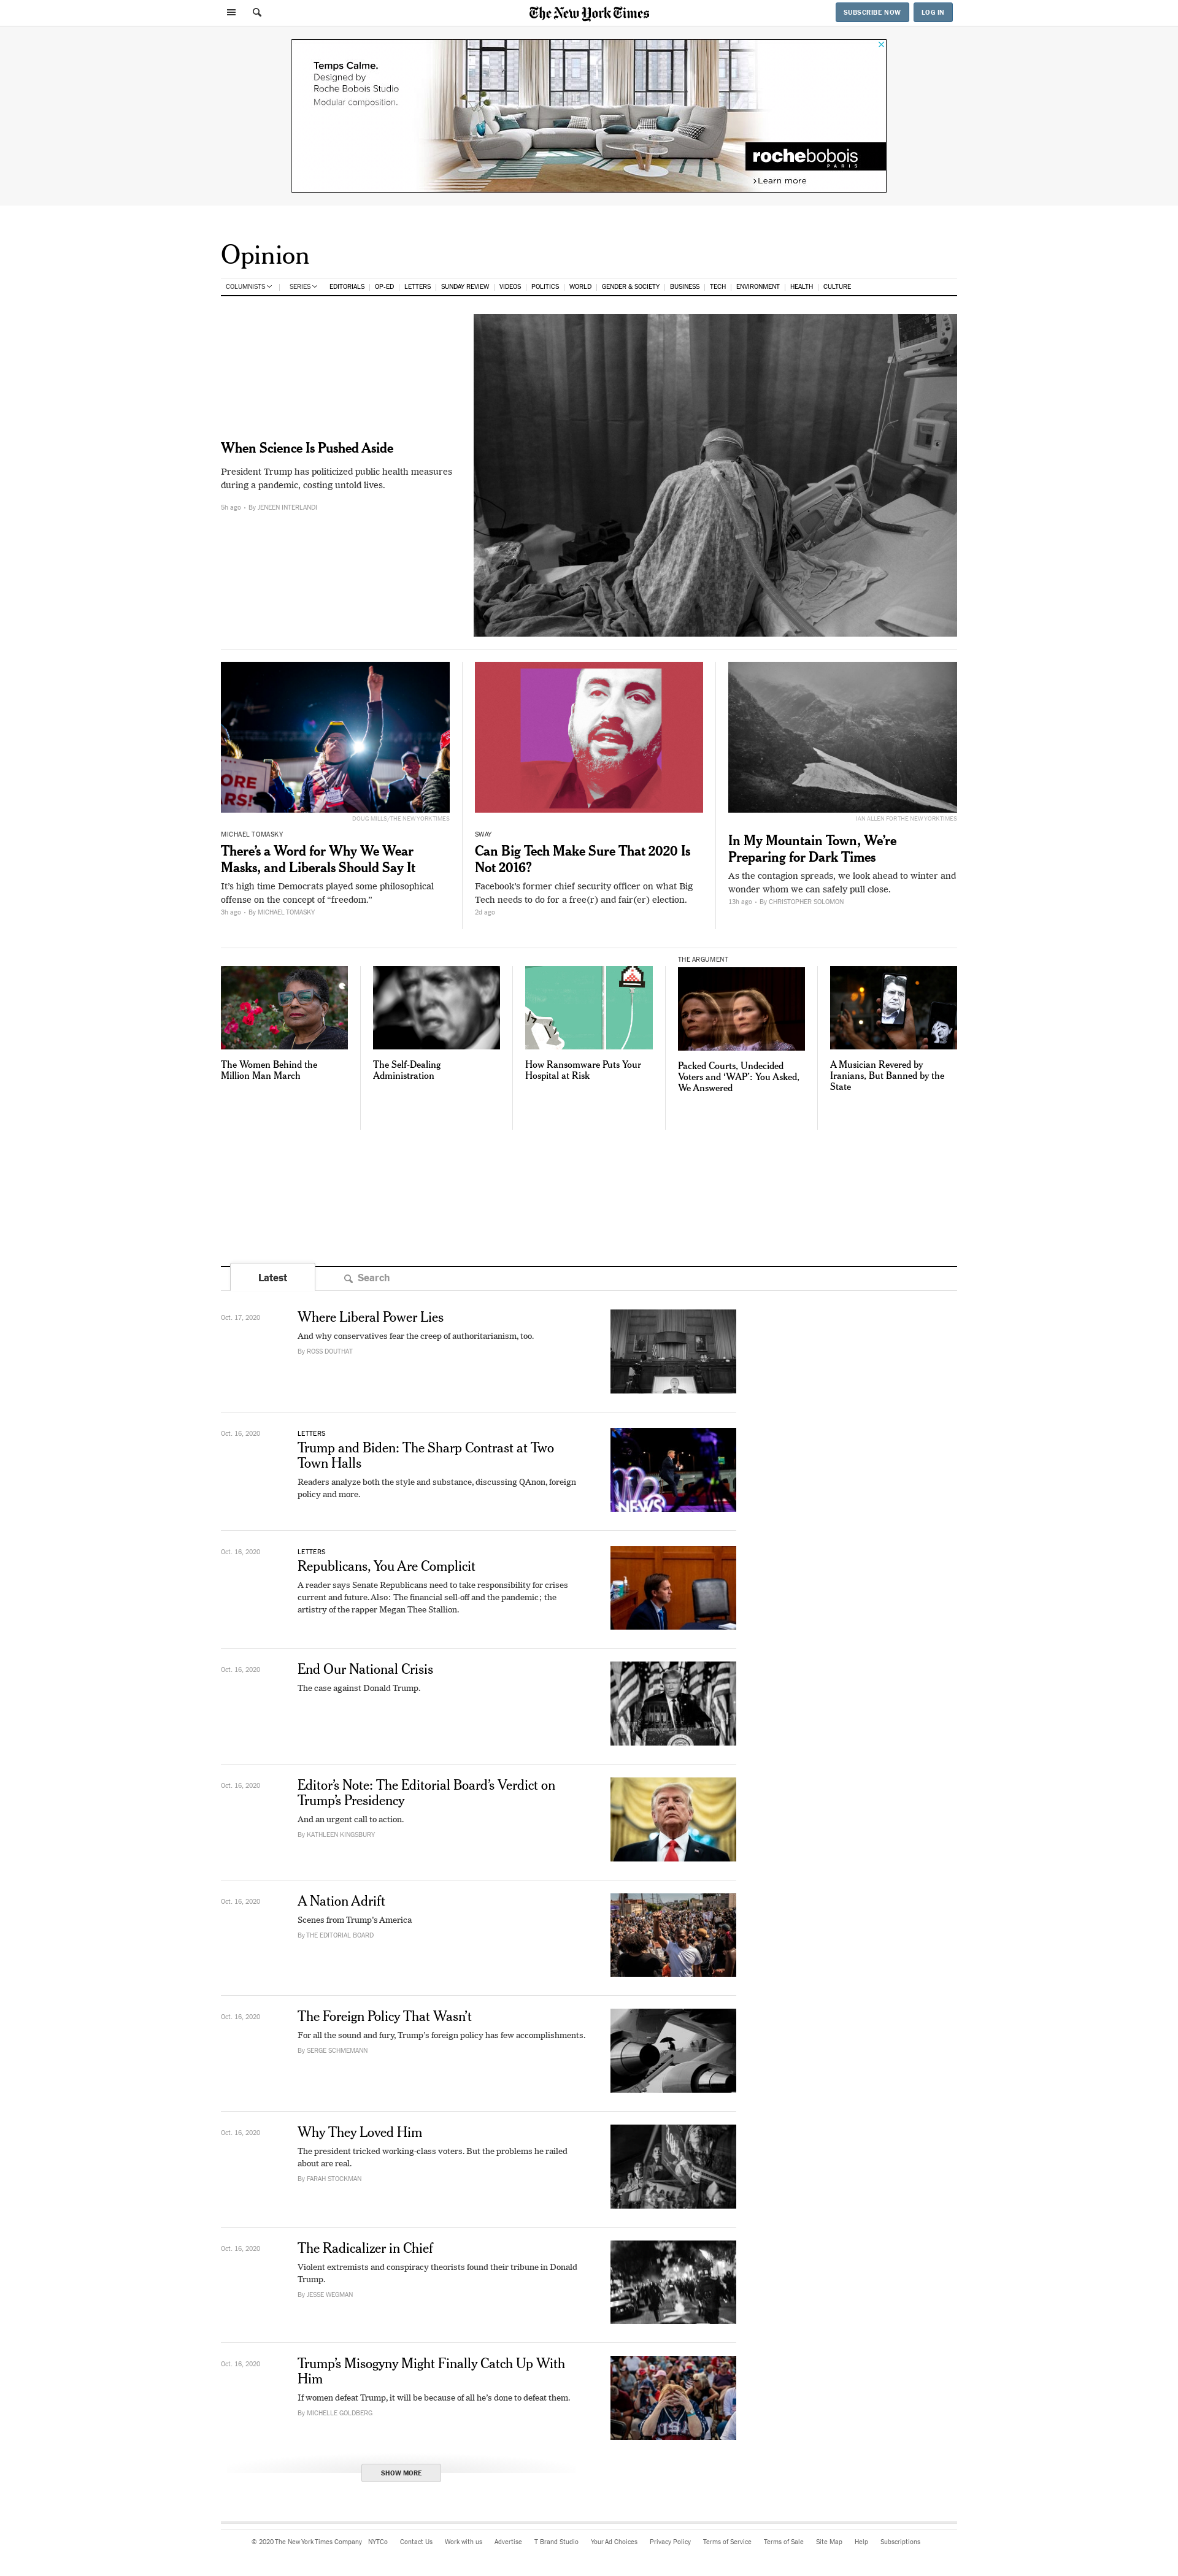 The New York Times
SUBSCRIBE NOW
LOG IN
Temps Calme.
Designed by
Roche Bobois Studio
Modular composition.
rochebobois
PARIS
Learn more
Opinion
COLUMNISTS | SERIES EDITORIALS | OP-ED | LETTERS | SUNDAY REVIEW | VIDEOS | POLITICS | WORLD | GENDER & SOCIETY | BUSINESS | TECH | ENVIRONMENT | HEALTH | CULTURE
When Science Is Pushed Aside
President Trump has politicized public health measures
during a pandemic, costing untold lives.
5h ago - By JENEEN INTERLANDI
DOUG MILLS/THE NEW YORK TIMES
MICHAEL TOMASKY
There's a Word for Why We Wear
Masks, and Liberals Should Say It
It's high time Democrats played some philosophical
offense on the concept of “freedom.”
3h ago - By MICHAEL TOMASKY
SWAY
Can Big Tech Make Sure That 2020 Is
Not 2016?
Facebook's former chief security officer on what Big
Tech needs to do for a free(r) and fair(er) election.
2d ago
IAN ALLEN FOR THE NEW YORK TIMES
In My Mountain Town, We're
Preparing for Dark Times
As the contagion spreads, we look ahead to winter and
wonder whom we can safely pull close.
13h ago - By CHRISTOPHER SOLOMON
The Women Behind the
Million Man March
The Self-Dealing
Administration
How Ransomware Puts Your
Hospital at Risk
THE ARGUMENT
Packed Courts, Undecided
Voters and ‘WAP’: You Asked,
We Answered
A Musician Revered by
Iranians, But Banned by the
State
Latest
Search
Oct. 17, 2020
Where Liberal Power Lies
And why conservatives fear the creep of authoritarianism, too.
By ROSS DOUTHAT
Oct. 16, 2020
LETTERS
Trump and Biden: The Sharp Contrast at Two
Town Halls
Readers analyze both the style and substance, discussing QAnon, foreign
policy and more.
NEWS
Oct. 16, 2020
LETTERS
Republicans, You Are Complicit
A reader says Senate Republicans need to take responsibility for crises
current and future. Also: The financial sell-off and the pandemic; the
artistry of the rapper Megan Thee Stallion.
Oct. 16, 2020
End Our National Crisis
The case against Donald Trump.
Oct. 16, 2020
Editor's Note: The Editorial Board's Verdict on
Trump's Presidency
And an urgent call to action.
By KATHLEEN KINGSBURY
Oct. 16, 2020
A Nation Adrift
Scenes from Trump's America
By THE EDITORIAL BOARD
Oct. 16, 2020
The Foreign Policy That Wasn't
For all the sound and fury, Trump's foreign policy has few accomplishments.
By SERGE SCHMEMANN
Oct. 16, 2020
Why They Loved Him
The president tricked working-class voters. But the problems he railed
about are real.
By FARAH STOCKMAN
Oct. 16, 2020
The Radicalizer in Chief
Violent extremists and conspiracy theorists found their tribune in Donald
Trump.
By JESSE WEGMAN
Oct. 16, 2020
Trump's Misogyny Might Finally Catch Up With
Him
If women defeat Trump, it will be because of all he's done to defeat them.
By MICHELLE GOLDBERG
USA
SHOW MORE
© 2020 The New York Times Company NYTCo Contact Us Work with us Advertise T Brand Studio Your Ad Choices Privacy Policy Terms of Service Terms of Sale Site Map Help Subscriptions